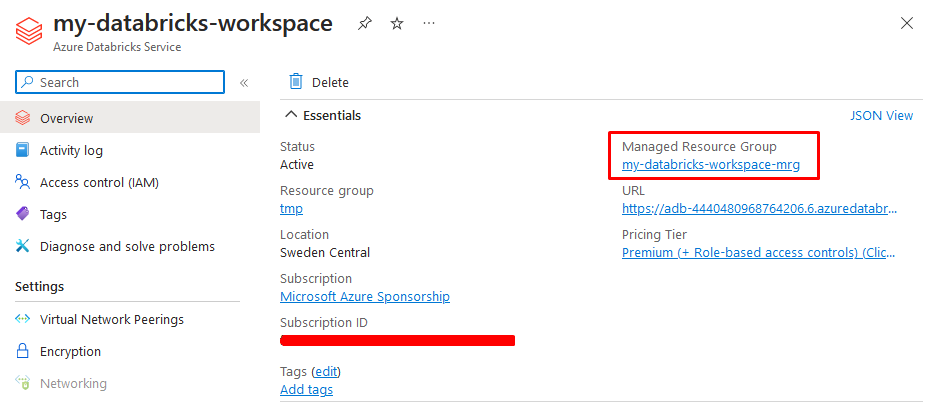 my-databricks-workspace
Azure Databricks Service
Search
Overview
Activity log
Access control (IAM)
Tags
Diagnose and solve problems
Settings
Virtual Network Peerings
Encryption
Networking
Delete
Essentials
JSON View
Status
Active
Resource group
tmp
Location
Sweden Central
Subscription
Microsoft Azure Sponsorship
Subscription ID
Managed Resource Group
my-databricks-workspace-mrg
URL
https://adb-4440480968764206.6.azuredatabr...
Pricing Tier
Premium (+ Role-based access controls) (Clic...
Tags (edit)
Add tags